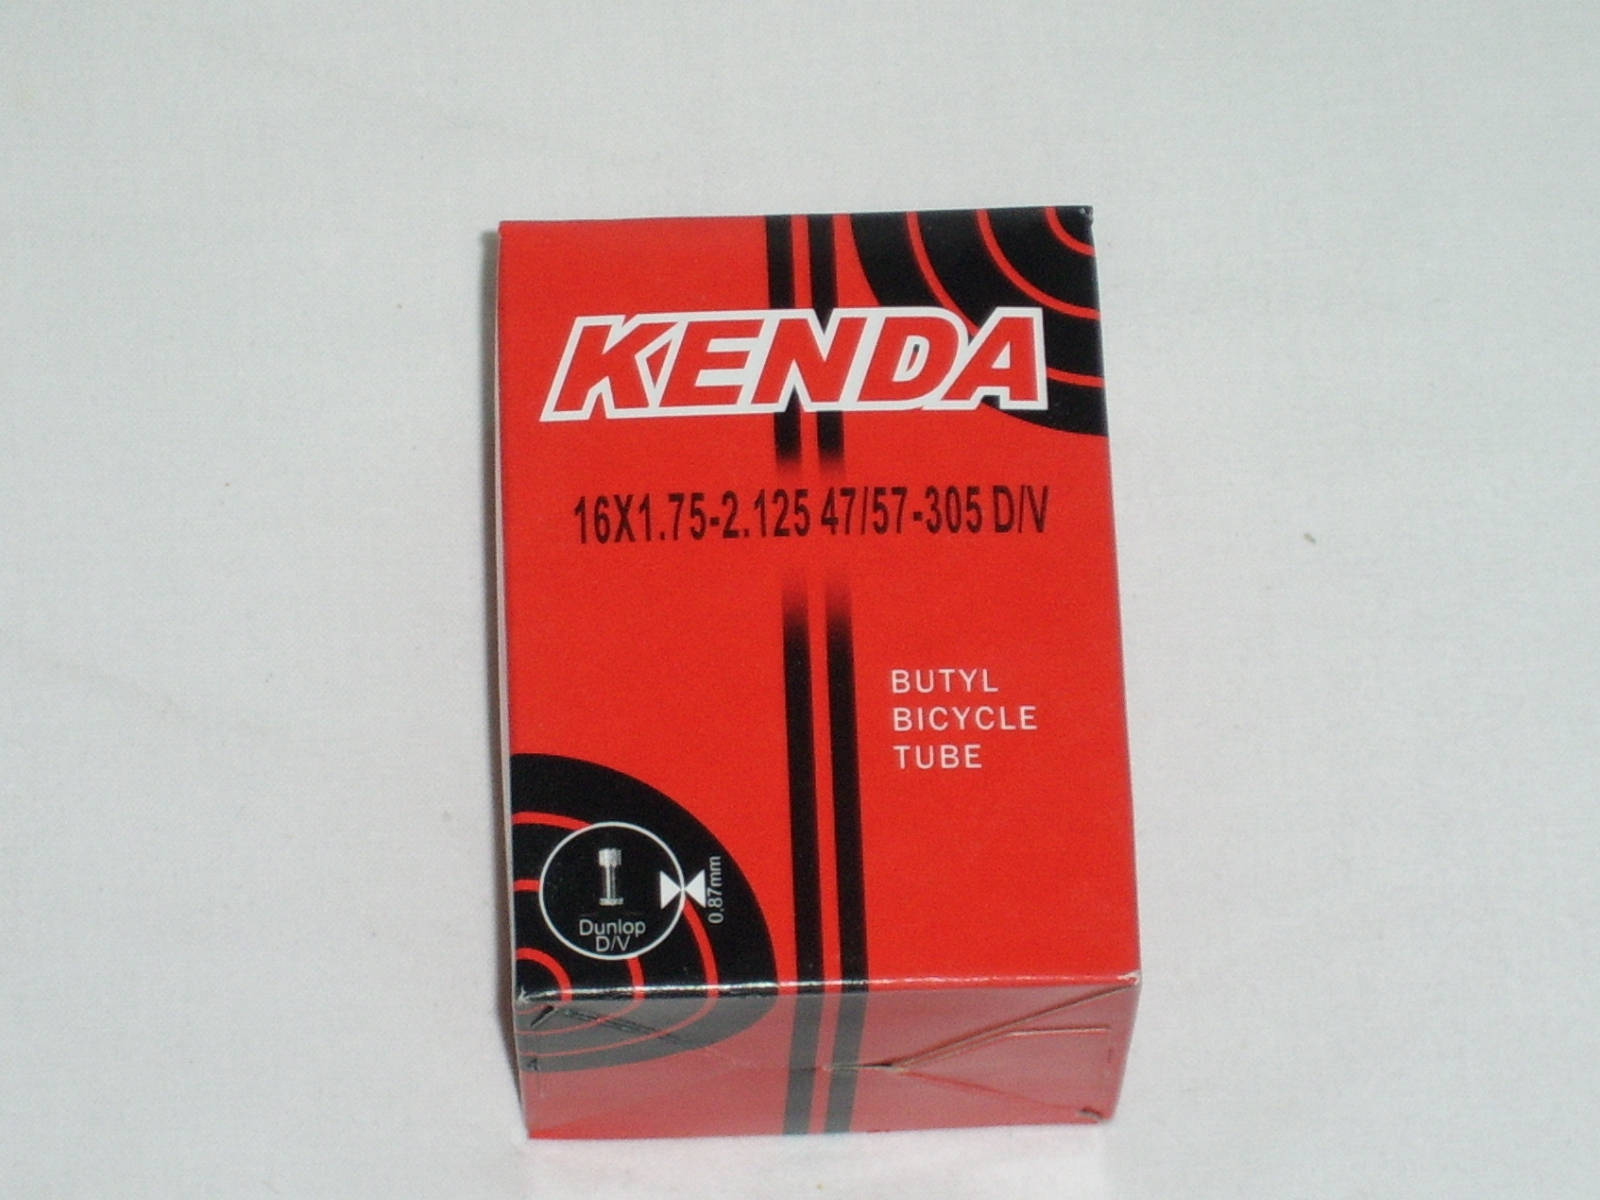 KENDA
16X1.75-2.125 47/57-305 D/V
BUTYL
BICYCLE
TUBE
0,87mm
Dunlop
D/V